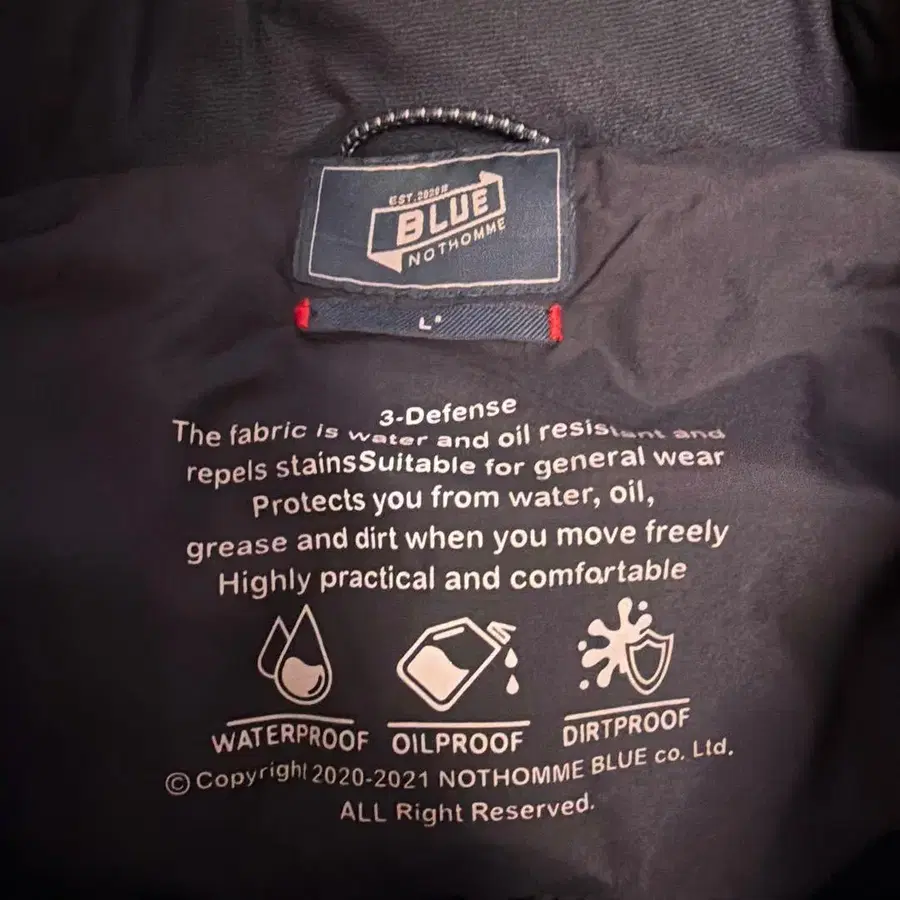 EST.2020
BLUE
NOTHOMME
L
3-Defense
The fabric is water and oil resistant and
repels stainsSuitable for general wear
Protects you from water, oil,
grease and dirt when you move freely
Highly practical and comfortable
WATERPROOF OILPROOF DIRTPROOF
© Copyright 2020-2021 NOTHOMME BLUE co. Ltd.
ALL Right Reserved.